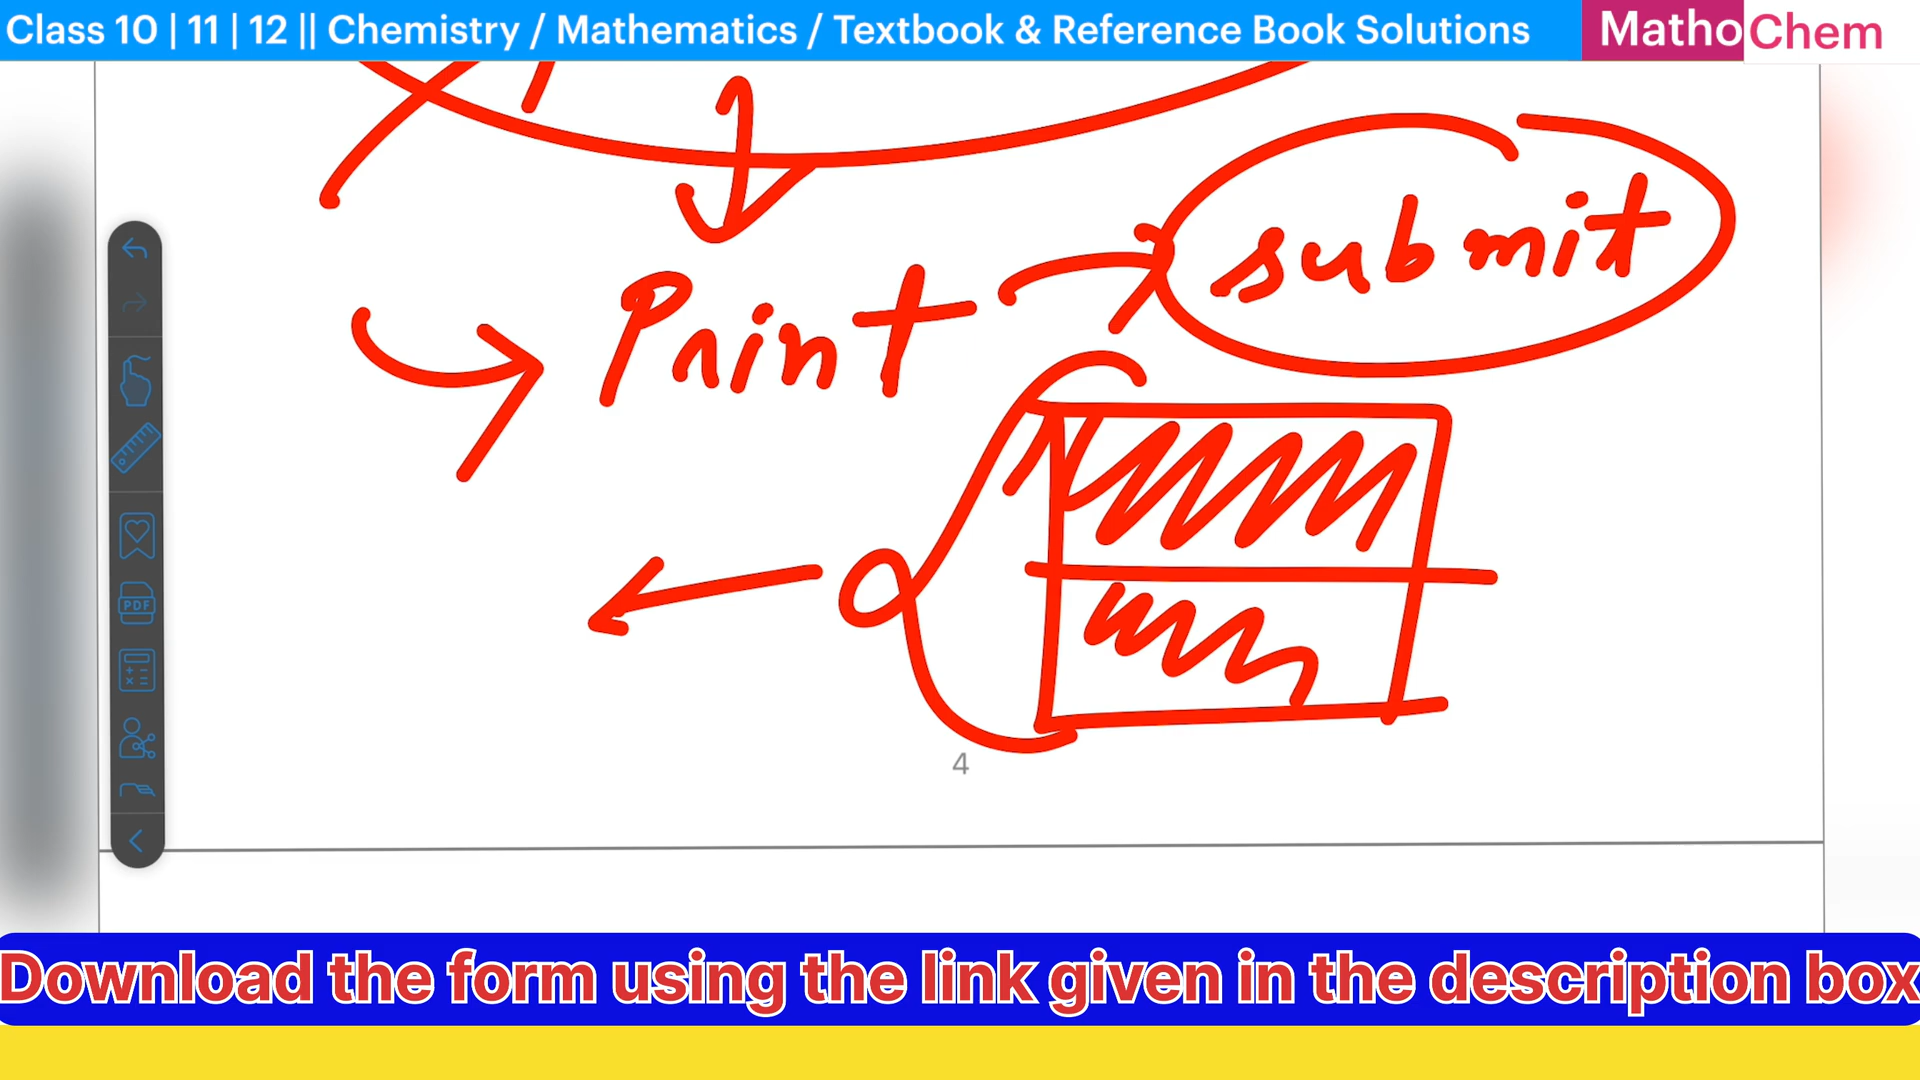 Class 10 | 11 | 12 || Chemistry / Mathematics / Textbook & Reference Book Solutions
MathoChem
submit
Print
PDF
4
Download the form using the link given in the description box